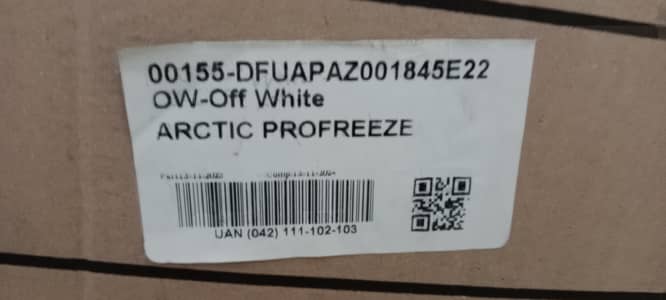 00155-DFUAPAZ001845E22
OW-Off White
ARCTIC PROFREEZE
UAN (042) 111-102-103